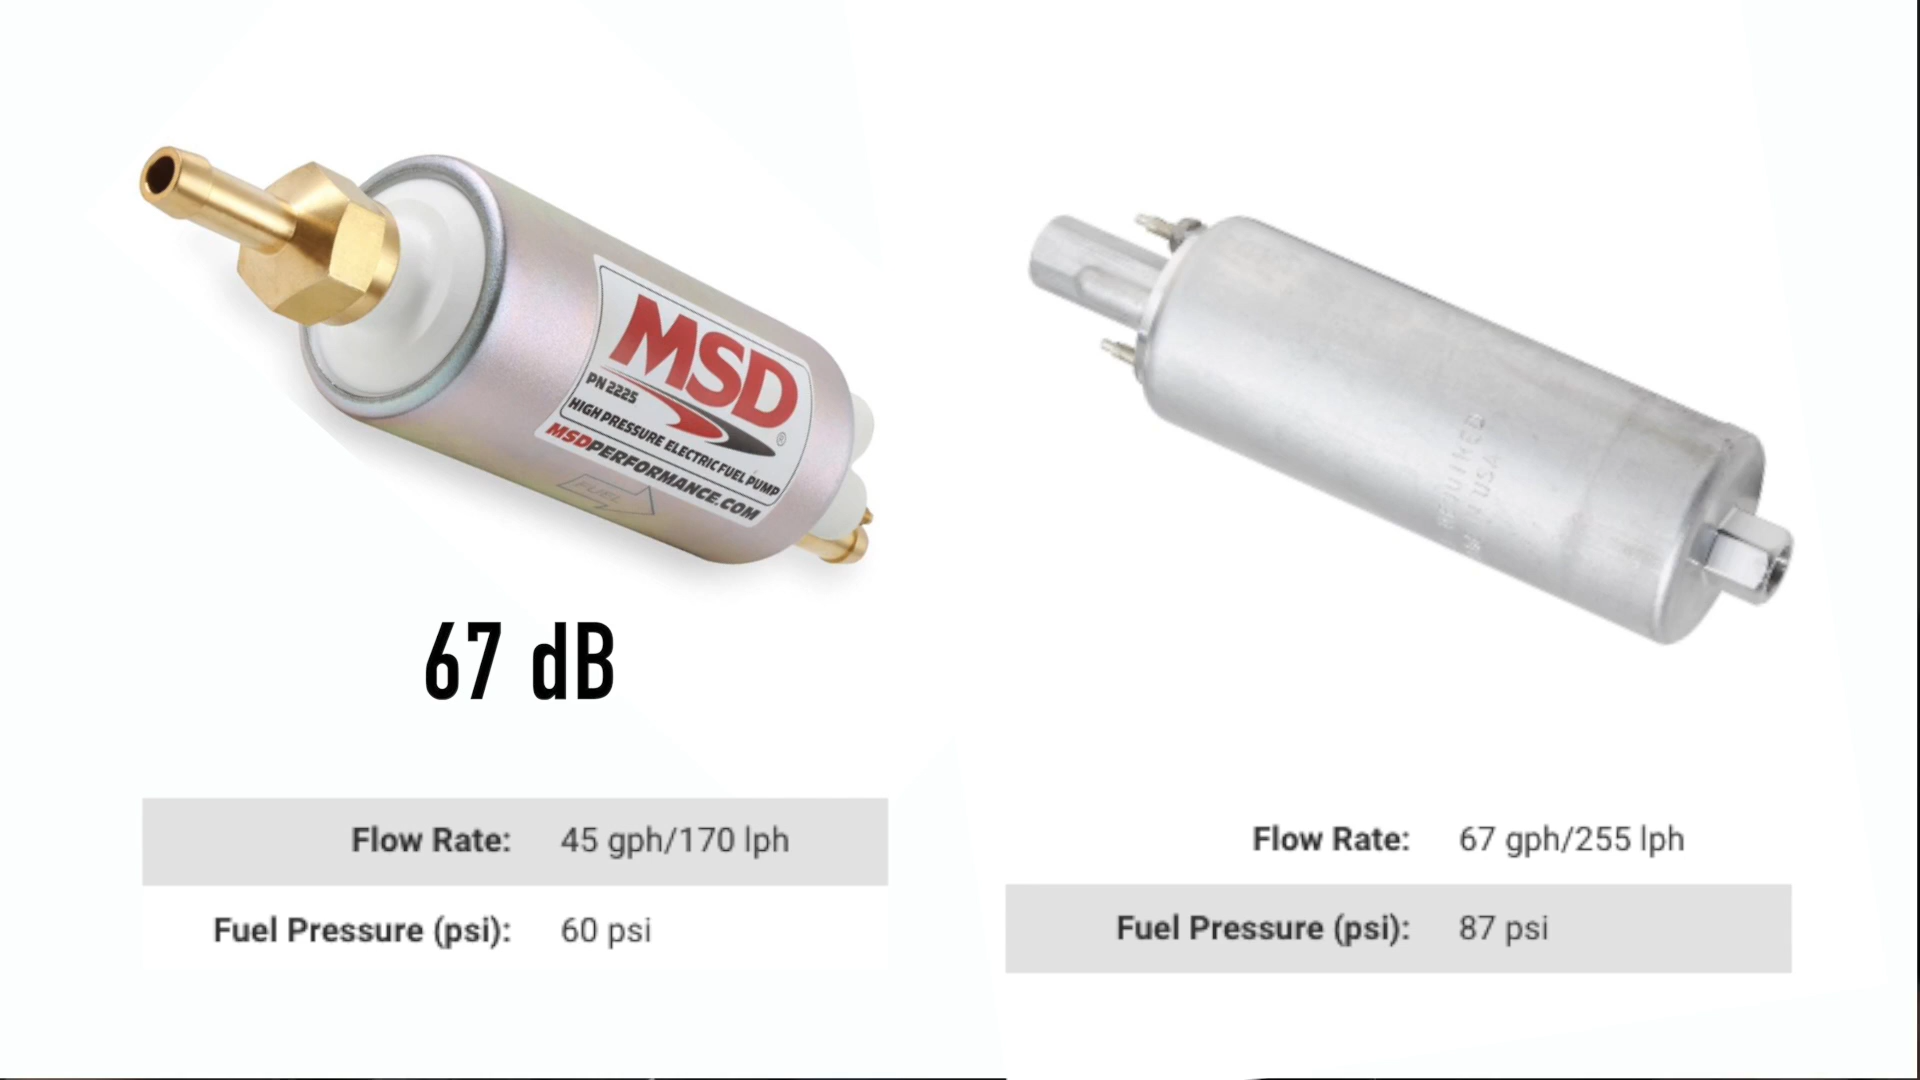 MSD
PN 2225
HIGH PRESSURE ELECTRIC FUEL PUMP
MSDPERFORMANCE.COM
FUEL
67 dB
Flow Rate: 45 gph/170 lph
Fuel Pressure (psi): 60 psi
Flow Rate: 67 gph/255 lph
Fuel Pressure (psi): 87 psi